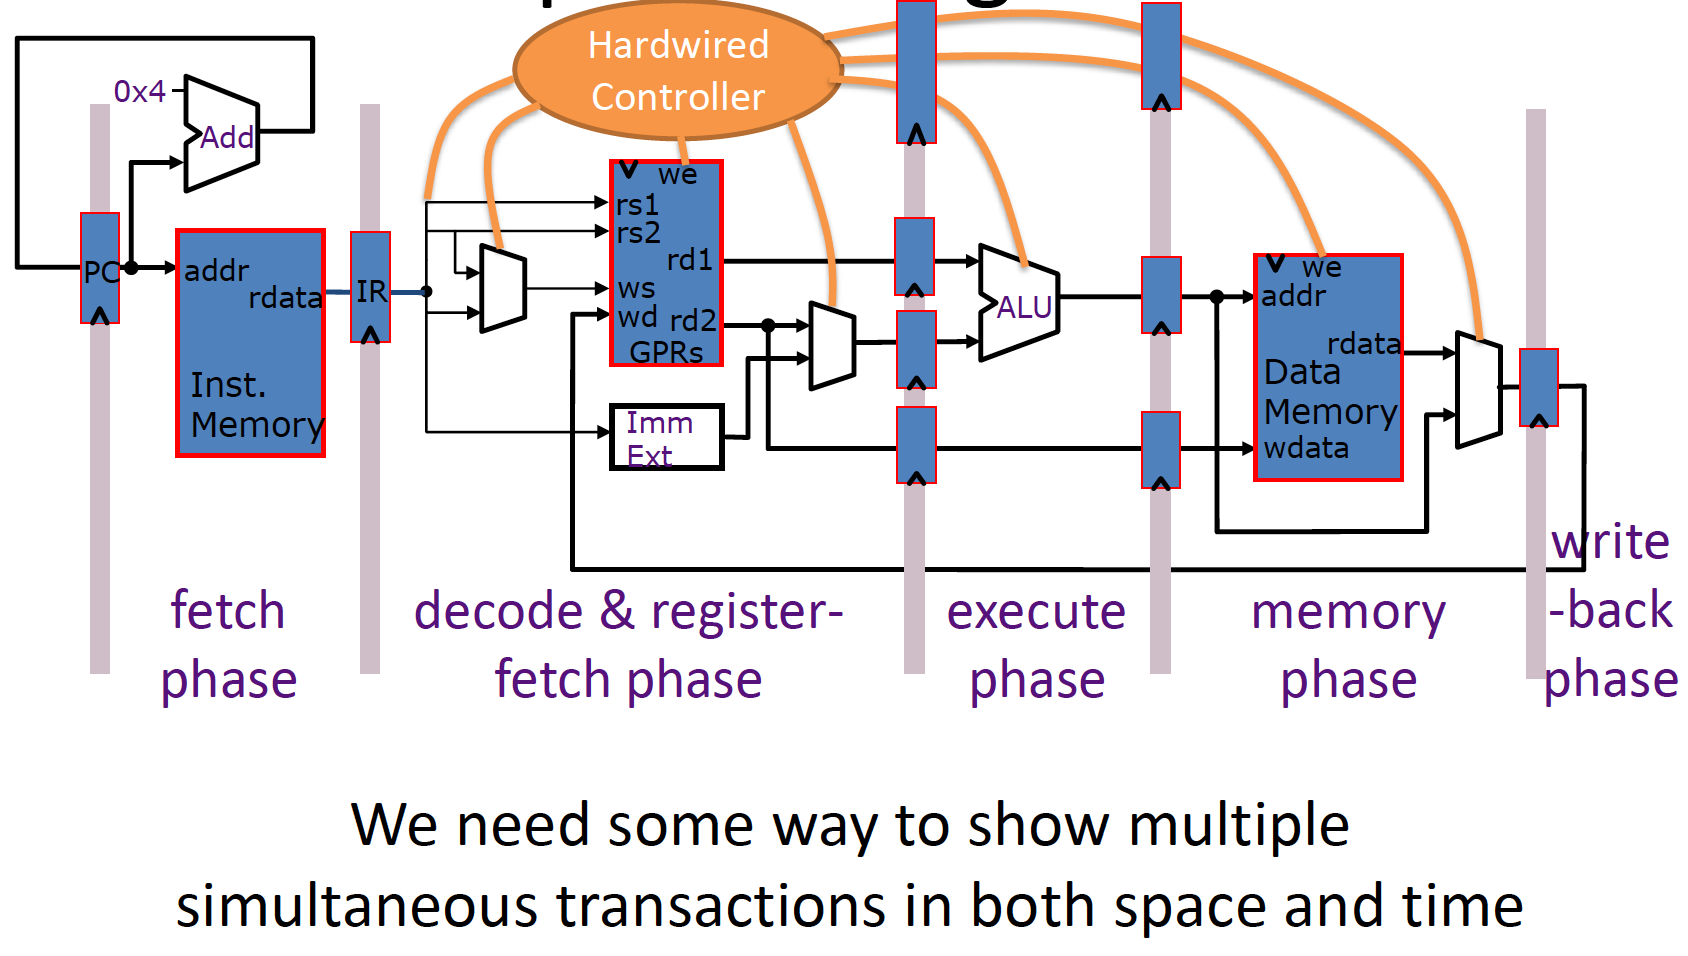 Hardwired
Controller
0x4
Add
PC
addr
rdata
Inst.
Memory
IR
we
rs1
rs2
rd1
ws
wd
rd2
GPRs
Imm
Ext
ALU
we
addr
rdata
Data
Memory
wdata
fetch
phase
decode & register-
fetch phase
execute
phase
memory
phase
write
-back
phase
We need some way to show multiple
simultaneous transactions in both space and time